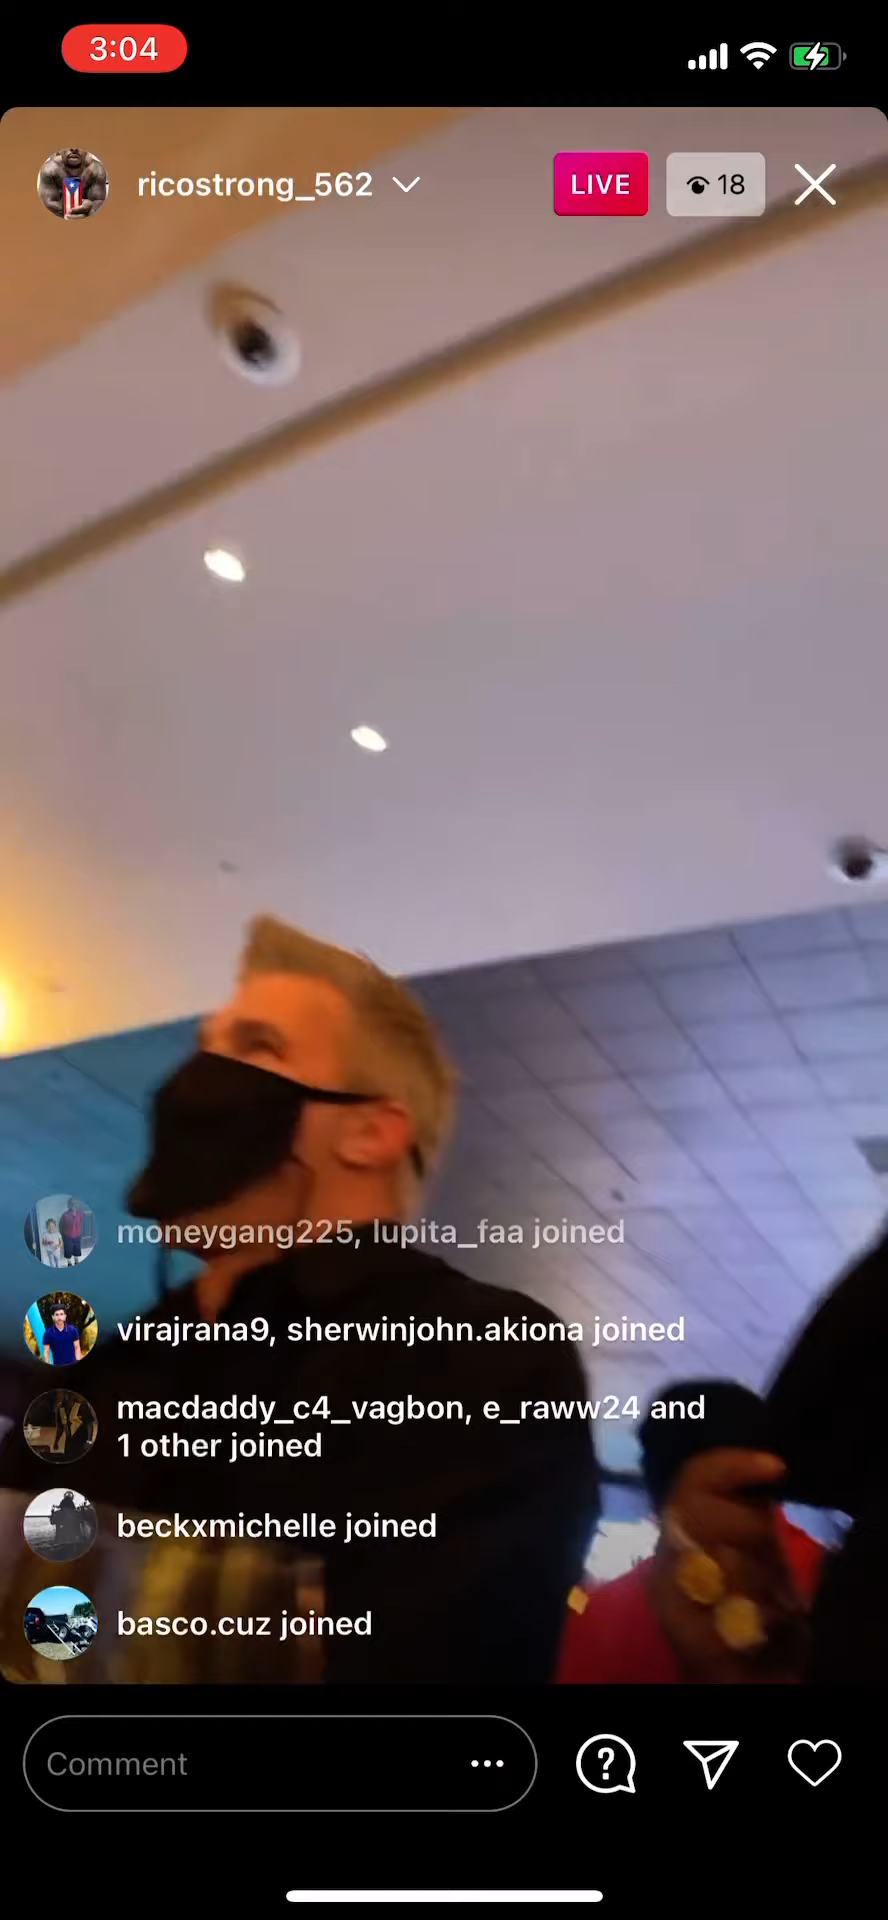 3:04
ricostrong_562
LIVE
18
moneygang225, lupita_faa joined
virajrana9, sherwinjohn.akiona joined
macdaddy_c4_vagbon, e_raww24 and
1 other joined
beckxmichelle joined
basco.cuz joined
Comment